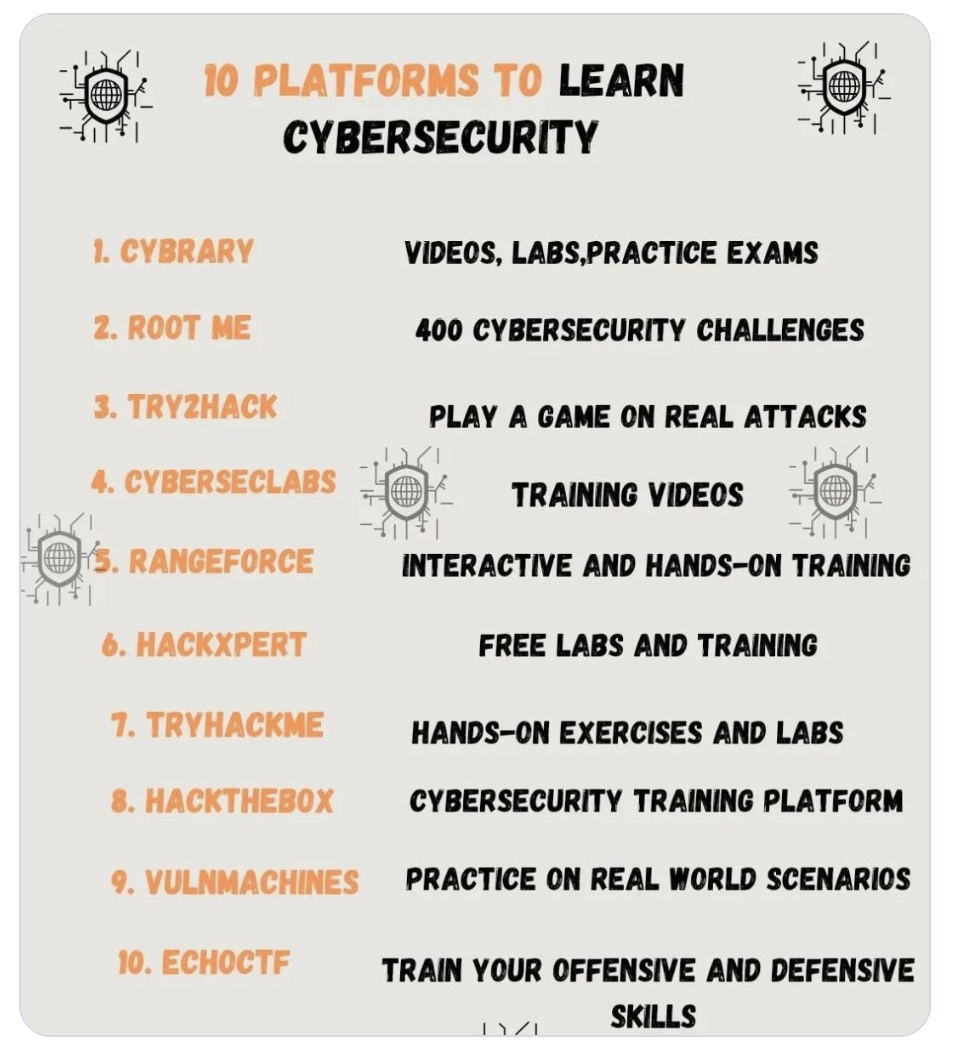 10 PLATFORMS TO LEARN
CYBERSECURITY
1. CYBRARY VIDEOS, LABS,PRACTICE EXAMS
2. ROOT ME 400 CYBERSECURITY CHALLENGES
3. TRY2HACK PLAY A GAME ON REAL ATTACKS
4. CYBERSECLABS TRAINING VIDEOS
5. RANGEFORCE INTERACTIVE AND HANDS-ON TRAINING
6. HACKXPERT FREE LABS AND TRAINING
7. TRYHACKME HANDS-ON EXERCISES AND LABS
8. HACKTHEBOX CYBERSECURITY TRAINING PLATFORM
9. VULNMACHINES PRACTICE ON REAL WORLD SCENARIOS
10. ECHOCTF TRAIN YOUR OFFENSIVE AND DEFENSIVE
SKILLS